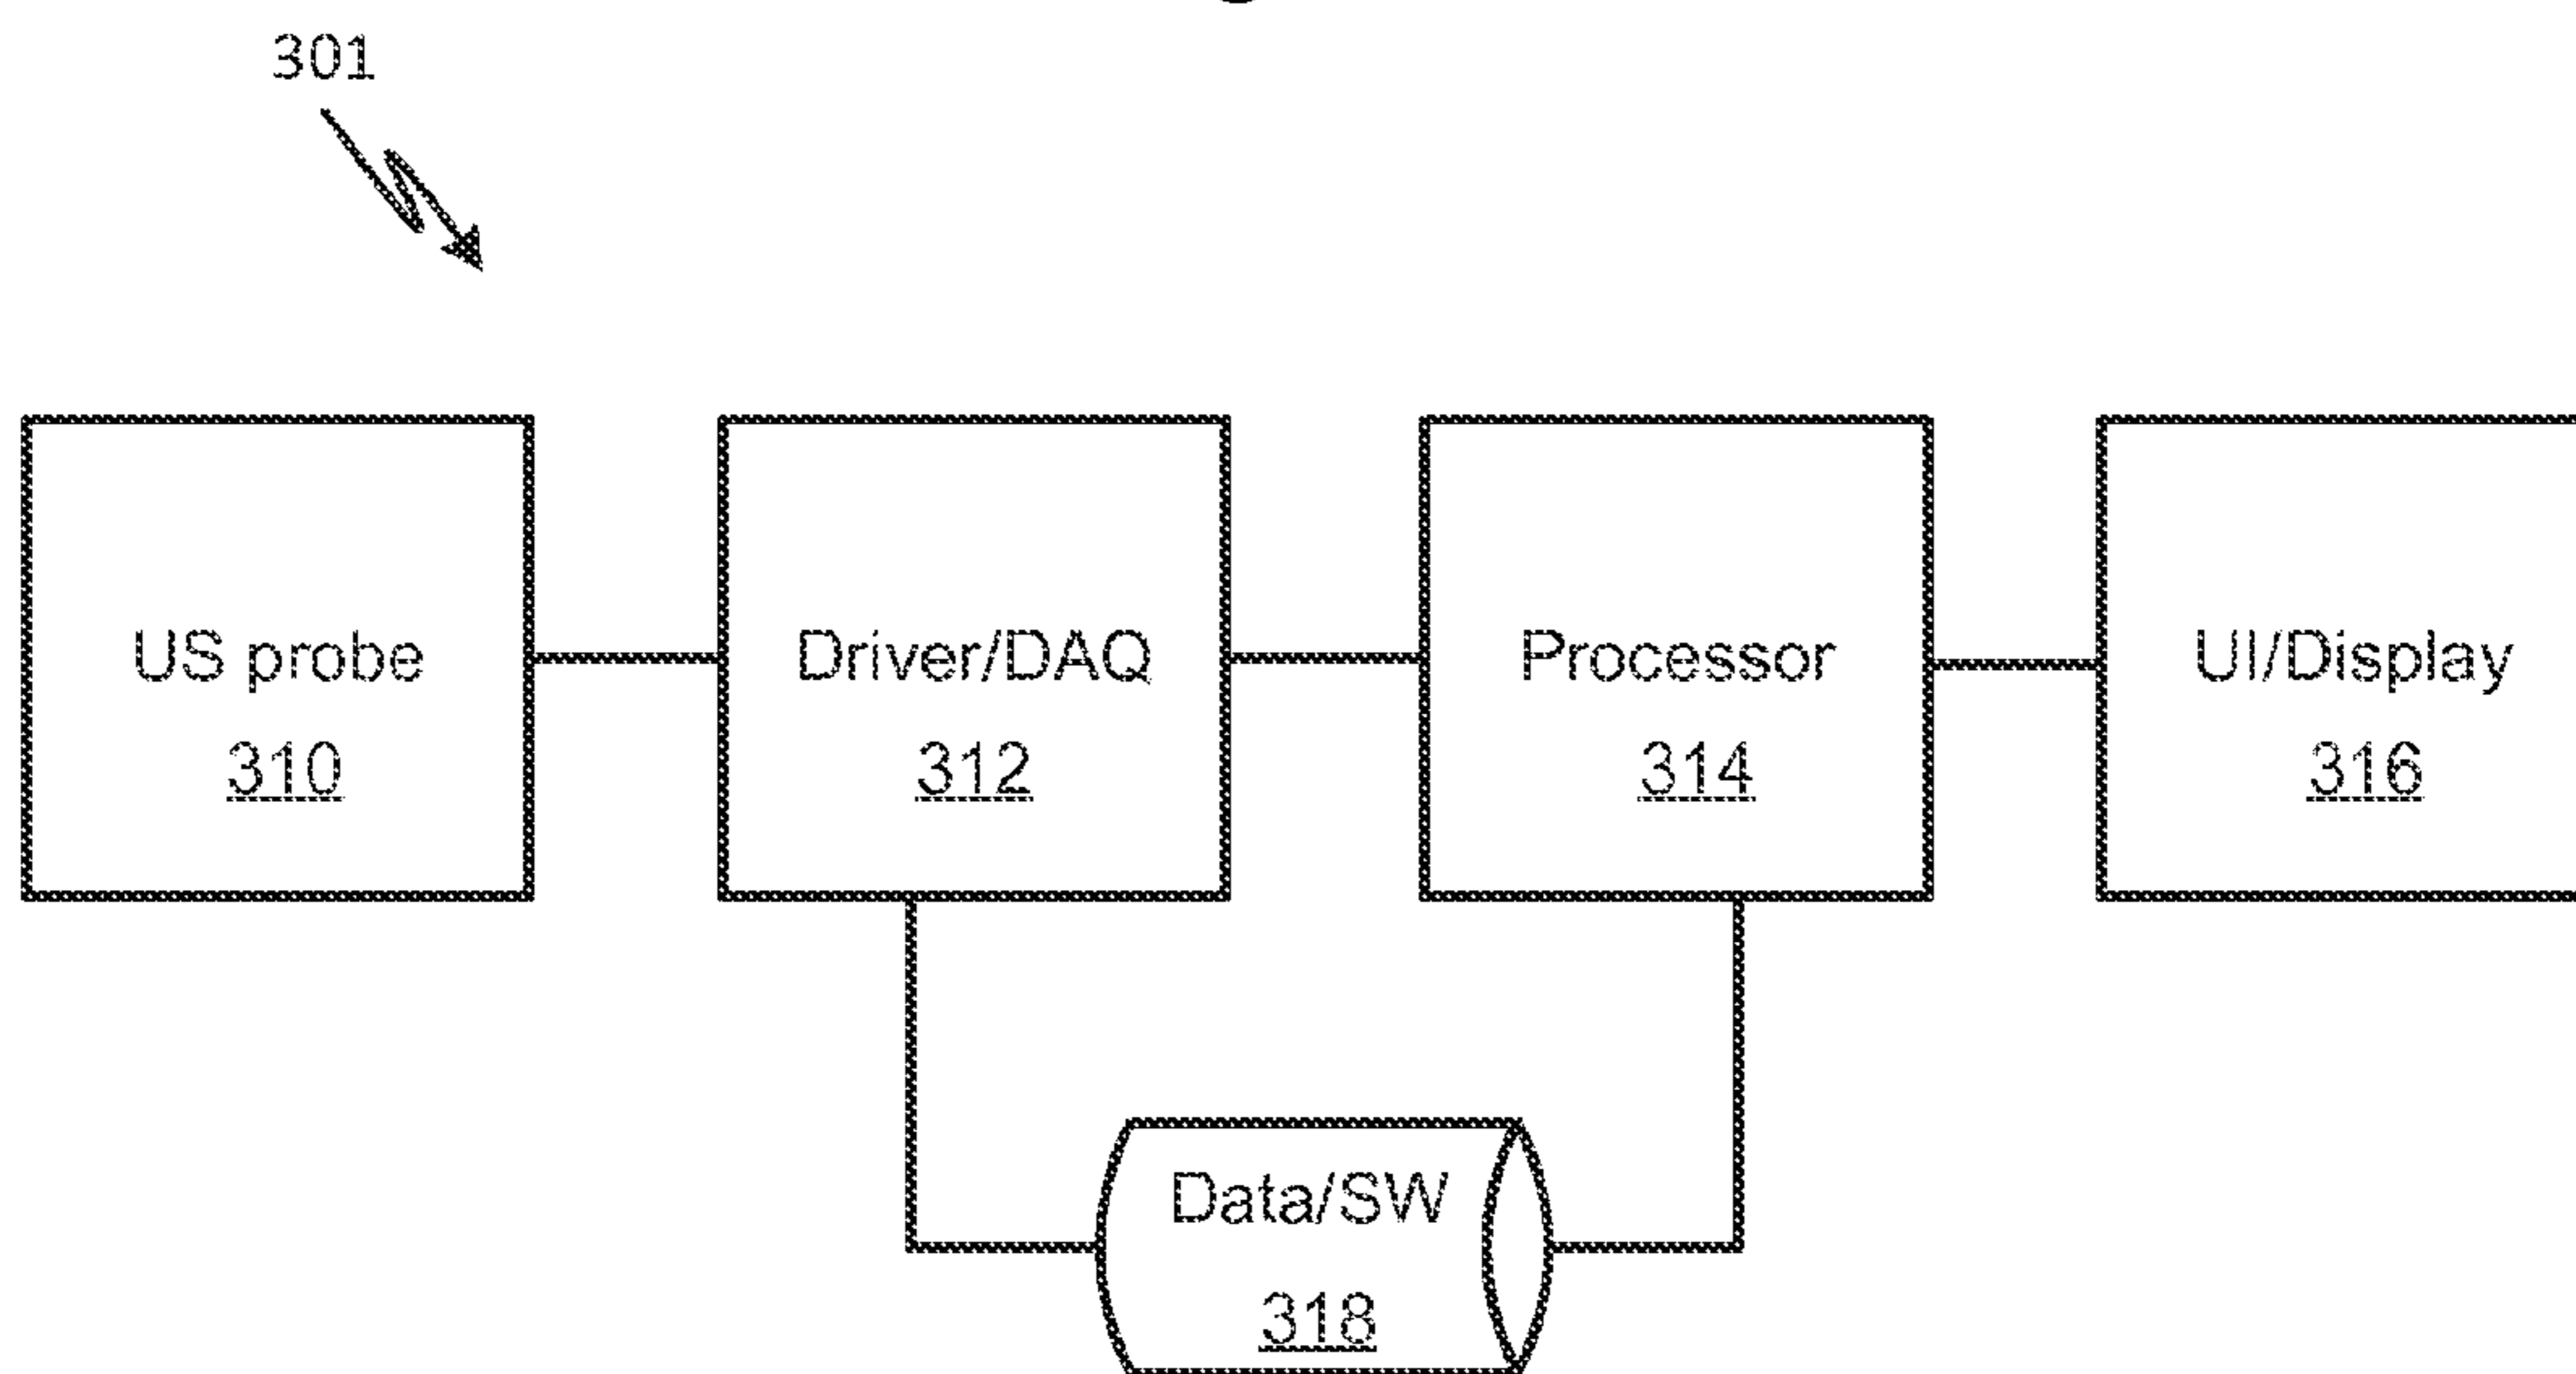 301
US probe
310
Driver/DAQ
312
Processor
314
UI/Display
316
Data/SW
318